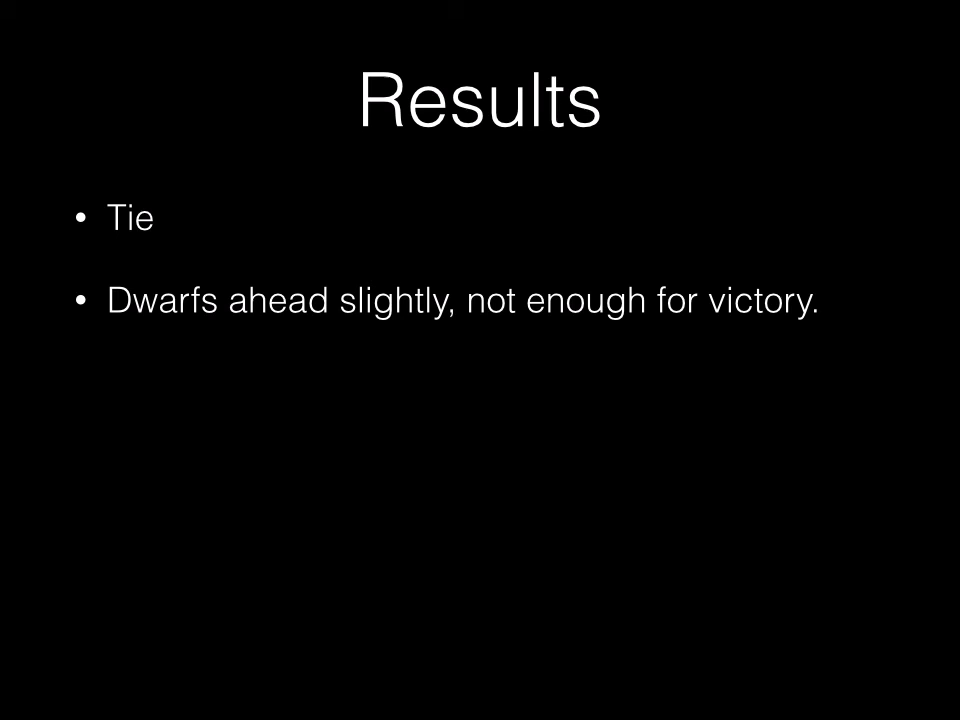 Results
• Tie
• Dwarfs ahead slightly, not enough for victory.